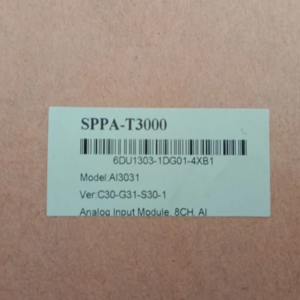 SPPA-T3000
6DU1303-1DG01-4XB1
Model:AI3031
Ver:C30-G31-S30-1
Analog Input Module, 8CH, AI